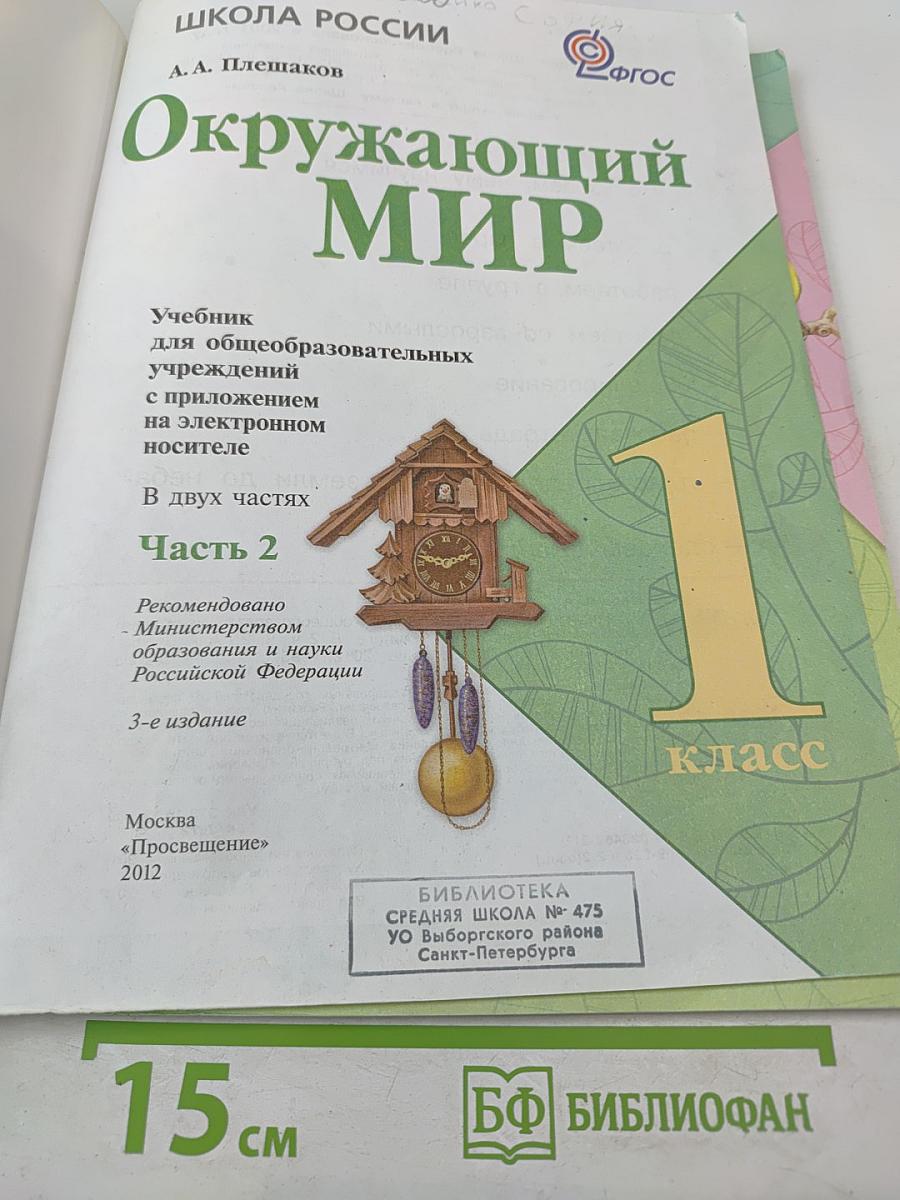 София
ШКОЛА РОССИИ
ФГОС
А. А. Плешаков
Окружающий
МИР
Учебник
для общеобразовательных
учреждений
с приложением
на электронном
носителе
В двух частях
Часть 2
1
класс
Рекомендовано
Министерством
образования и науки
Российской Федерации
3-е издание
Москва
«Просвещение»
2012
БИБЛИОТЕКА
СРЕДНЯЯ ШКОЛА № 475
УО Выборгского района
Санкт-Петербурга
15 см
БФ БИБЛИОФАН